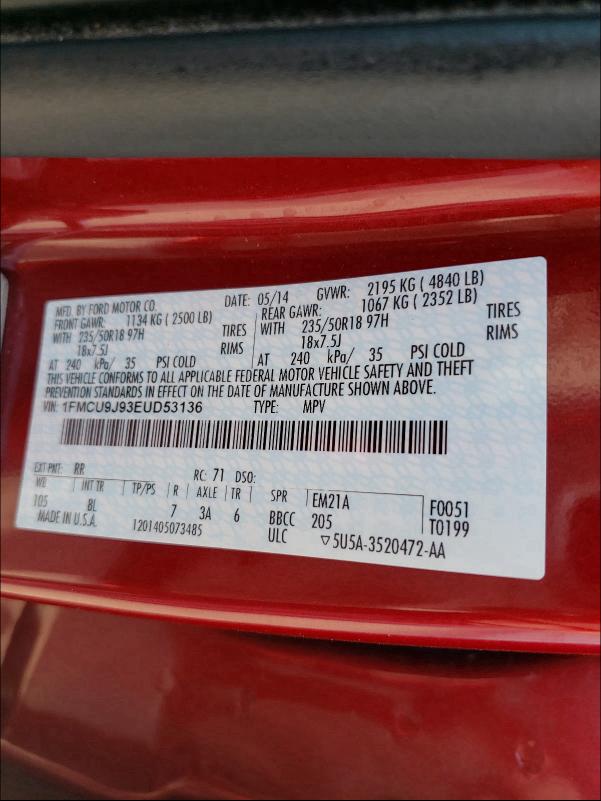 MFD. BY FORD MOTOR CO. DATE: 05/14 GVWR: 2195 KG ( 4840 LB)
FRONT GAWR: 1134 KG ( 2500 LB) REAR GAWR: 1067 KG ( 2352 LB)
WITH 235/50R18 97H TIRES WITH 235/50R18 97H TIRES
18x7.5J RIMS 18x7.5J RIMS
AT 240 kPa/ 35 PSI COLD AT 240 kPa/ 35 PSI COLD
THIS VEHICLE CONFORMS TO ALL APPLICABLE FEDERAL MOTOR VEHICLE SAFETY AND THEFT
PREVENTION STANDARDS IN EFFECT ON THE DATE OF MANUFACTURE SHOWN ABOVE.
VIN: 1FMCU9J93EUD53136 TYPE: MPV
EXT PNT: RR RC: 71 DSO:
WB INT TR TP/PS R AXLE TR SPR EM21A F0051
105 8L 7 3A 6 BBCC 205 T0199
MADE IN U.S.A. 1201405073485 ULC ▽5U5A-3520472-AA